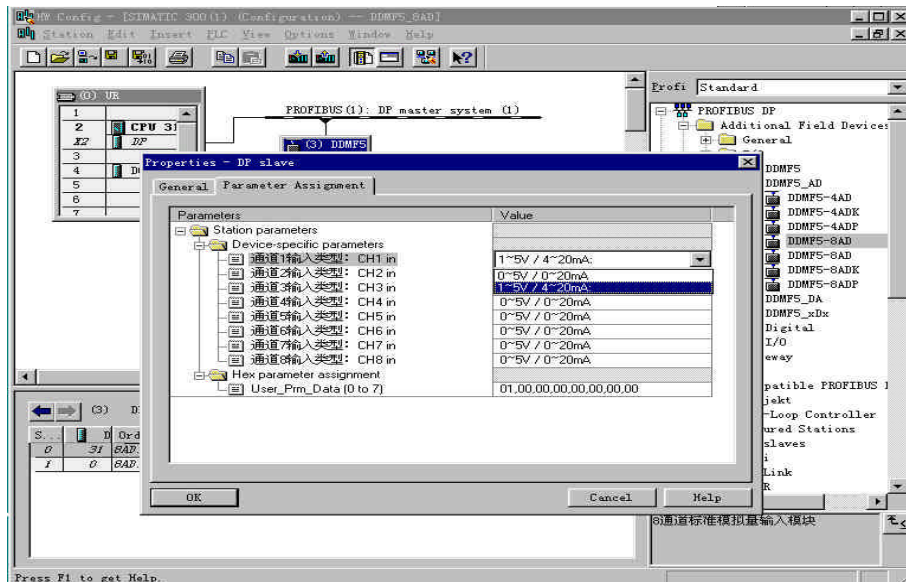 HW Config - [SIMATIC 300(1) (Configuration) -- DDMF5_8AD]
Station Edit Insert PLC View Options Window Help
(0) UR
1
2 CPU 31
X2 DP
3
4
5
6
7
PROFIBUS(1): DP master system (1)
(3) DDMF5
Profi Standard
PROFIBUS DP
Additional Field Devices
General
DDMF5
DDMF5_AD
DDMF5-4AD
DDMF5-4ADK
DDMF5-4ADP
DDMF5-8AD
DDMF5-8AD
DDMF5-8ADK
DDMF5-8ADP
DDMF5_DA
DDMF5_xDx
Digital
I/O
eway
patible PROFIBUS
jekt
-Loop Controller
ured Stations
slaves
i
Link
R
8通道标准模拟量输入模块
Properties - DP slave
General
Parameter Assignment
Parameters Value
Station parameters
Device-specific parameters
通道1输入类型: CH1 in 1~5V / 4~20mA;
通道2输入类型: CH2 in 0~5V / 0~20mA
通道3输入类型: CH3 in 1~5V / 4~20mA;
通道4输入类型: CH4 in 0~5V / 0~20mA
通道5输入类型: CH5 in 0~5V / 0~20mA
通道6输入类型: CH6 in 0~5V / 0~20mA
通道7输入类型: CH7 in 0~5V / 0~20mA
通道8输入类型: CH8 in 0~5V / 0~20mA
Hex parameter assignment
User_Prm_Data (0 to 7) 01,00,00,00,00,00,00,00
OK Cancel Help
(3) D
S... D Ord
0 31 8AD.
1 0 8AD.
Press F1 to get Help.